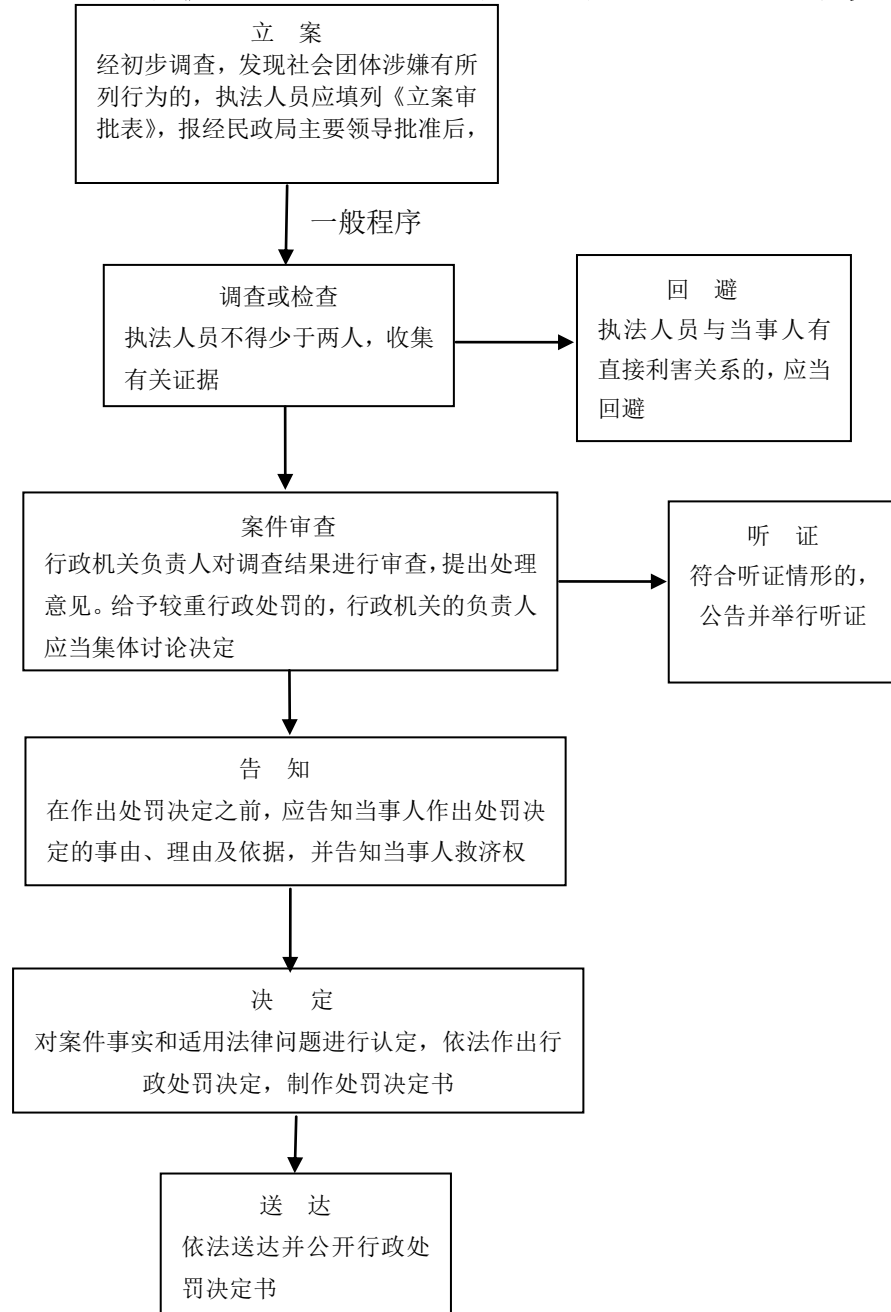 立 案
经初步调查，发现社会团体涉嫌有所
列行为的，执法人员应填列《立案审
批表》，报经民政局主要领导批准后，
一般程序
调查或检查
执法人员不得少于两人，收集
有关证据
回 避
执法人员与当事人有
直接利害关系的，应当
回避
案件审查
行政机关负责人对调查结果进行审查，提出处理
意见。给予较重行政处罚的，行政机关的负责人
应当集体讨论决定
听 证
符合听证情形的，
公告并举行听证
告 知
在作出处罚决定之前，应告知当事人作出处罚决
定的事由、理由及依据，并告知当事人救济权
决 定
对案件事实和适用法律问题进行认定，依法作出行
政处罚决定，制作处罚决定书
送 达
依法送达并公开行政处
罚决定书